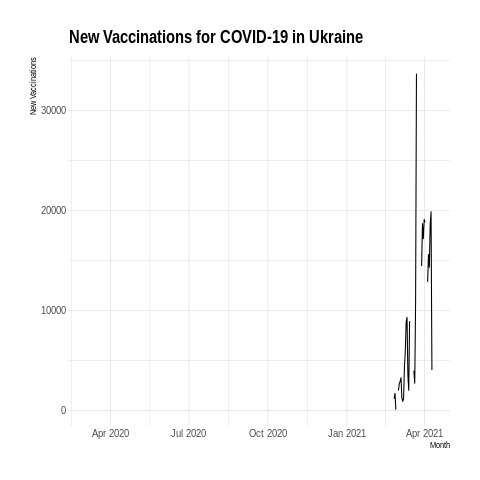 New Vaccinations for COVID-19 in Ukraine
New Vaccinations
30000
20000
10000
0
Apr 2020 Jul 2020 Oct 2020 Jan 2021 Apr 2021
Month